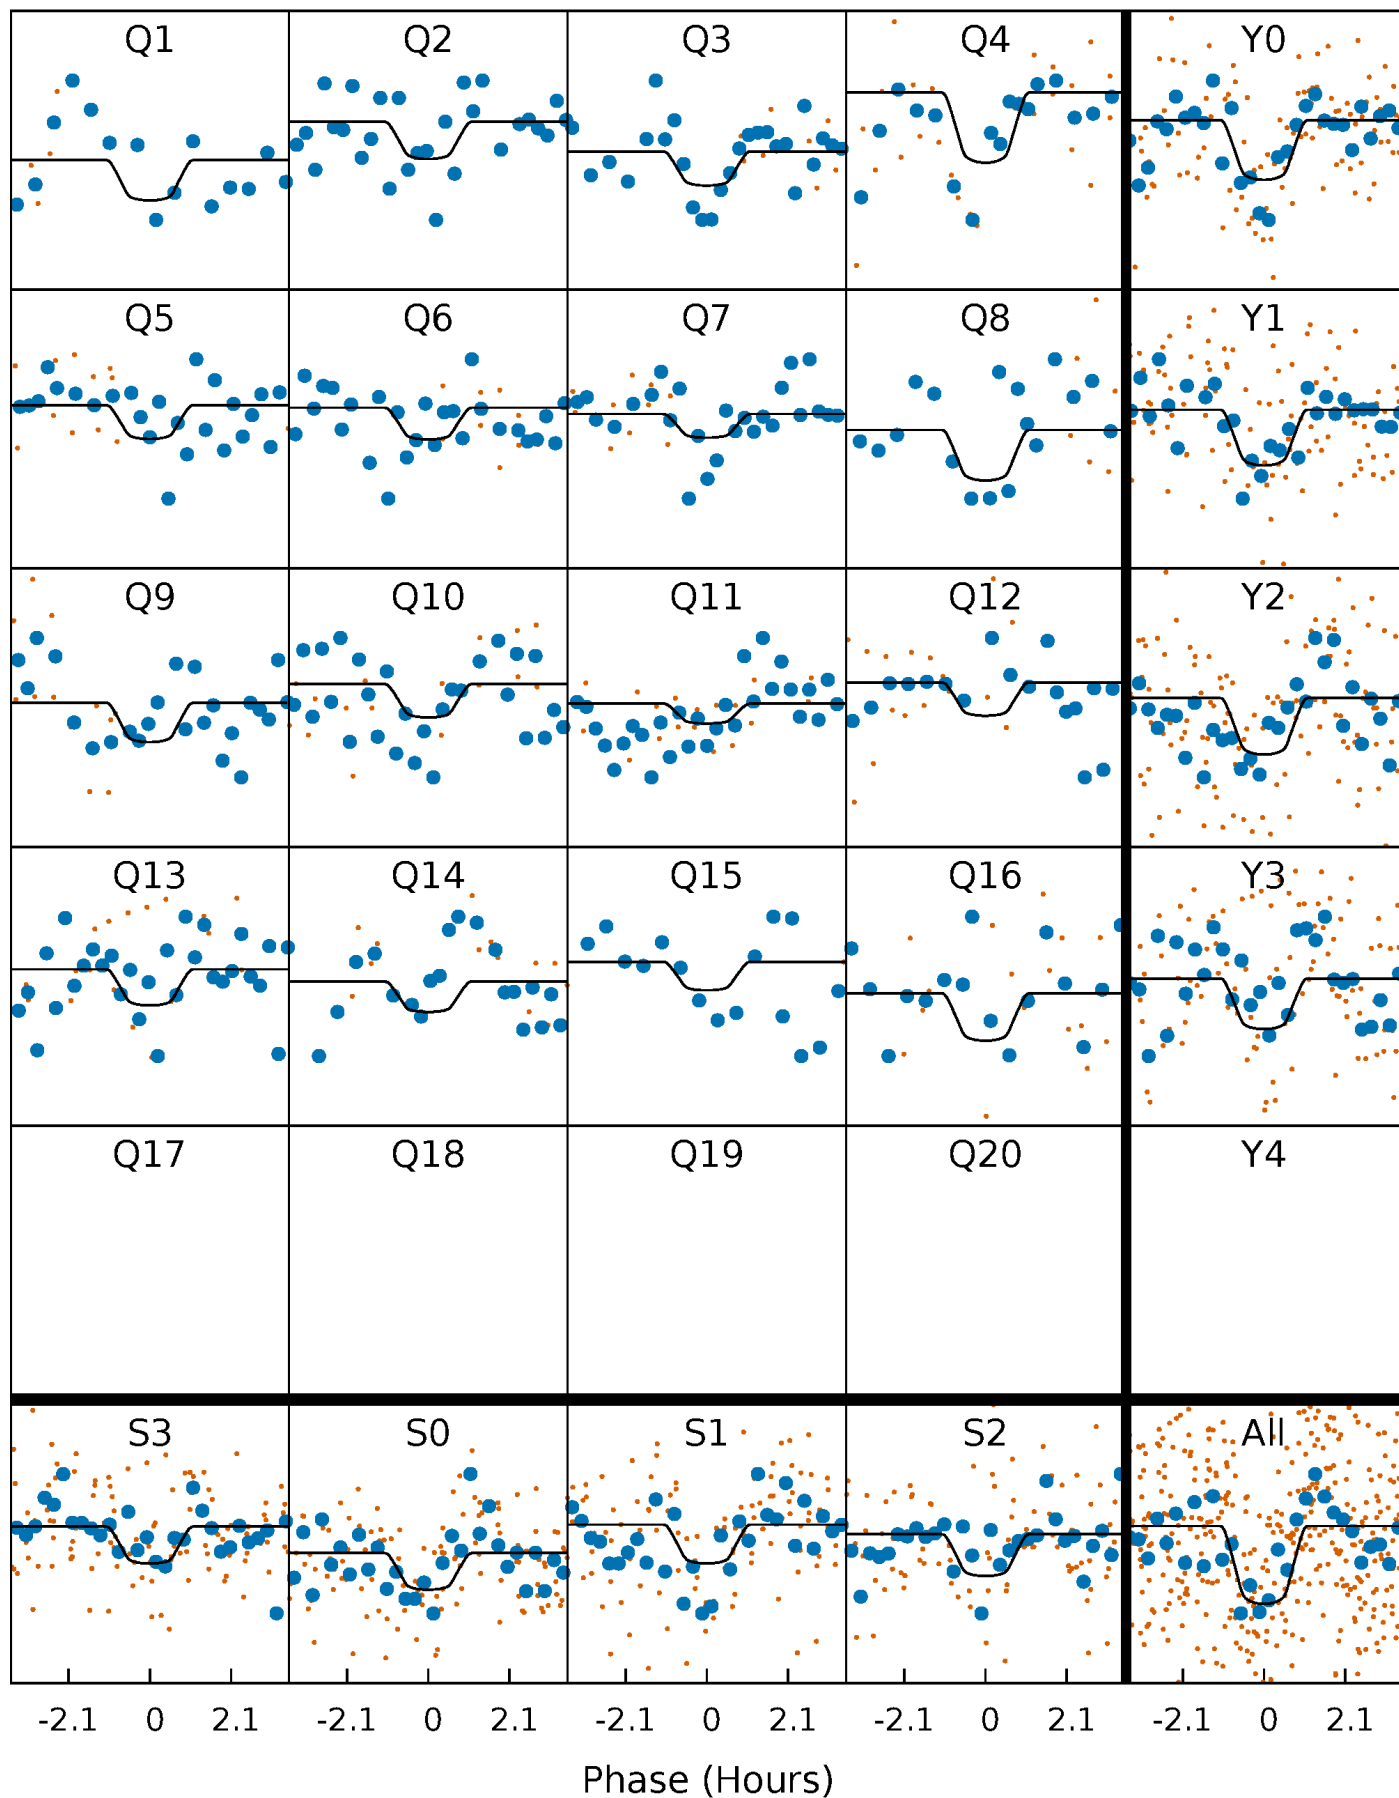 Q1 Q2 Q3 Q4 Y0
Q5 Q6 Q7 Q8 Y1
Q9 Q10 Q11 Q12 Y2
Q13 Q14 Q15 Q16 Y3
Q17 Q18 Q19 Q20 Y4
S3 S0 S1 S2 All
-2.1 0 2.1 -2.1 0 2.1 -2.1 0 2.1 -2.1 0 2.1 -2.1 0 2.1
Phase (Hours)